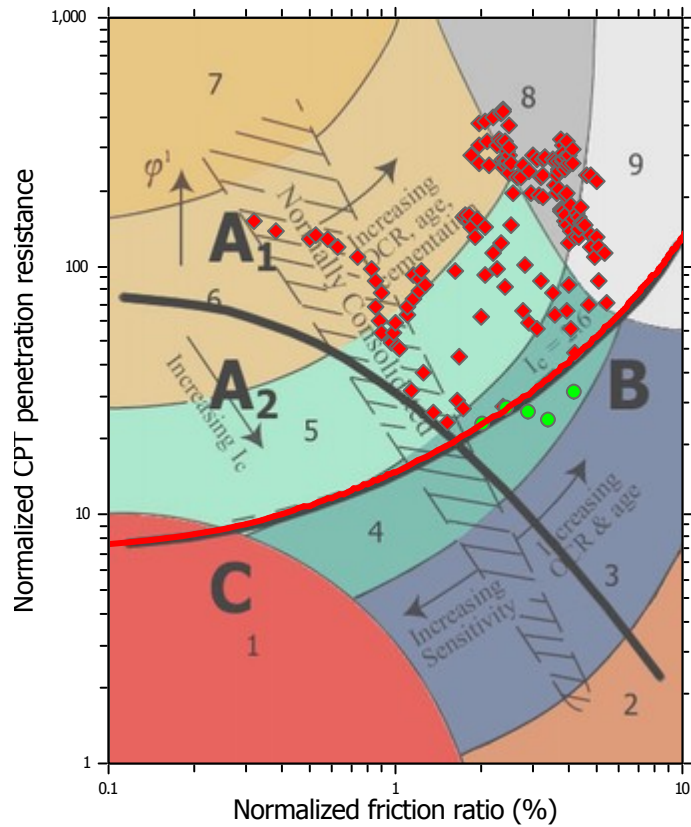 1,000
100
10
1
Normalized CPT penetration resistance
0.1
1
10
Normalized friction ratio (%)
7
8
9
φ¹
A1
6
A2
5
4
B
C
1
3
2
Normally Consolidated
Increasing
OCR, age,
cementation
Increasing Ic
Ic = 2.6
Increasing
OCR & age
Increasing
Sensitivity